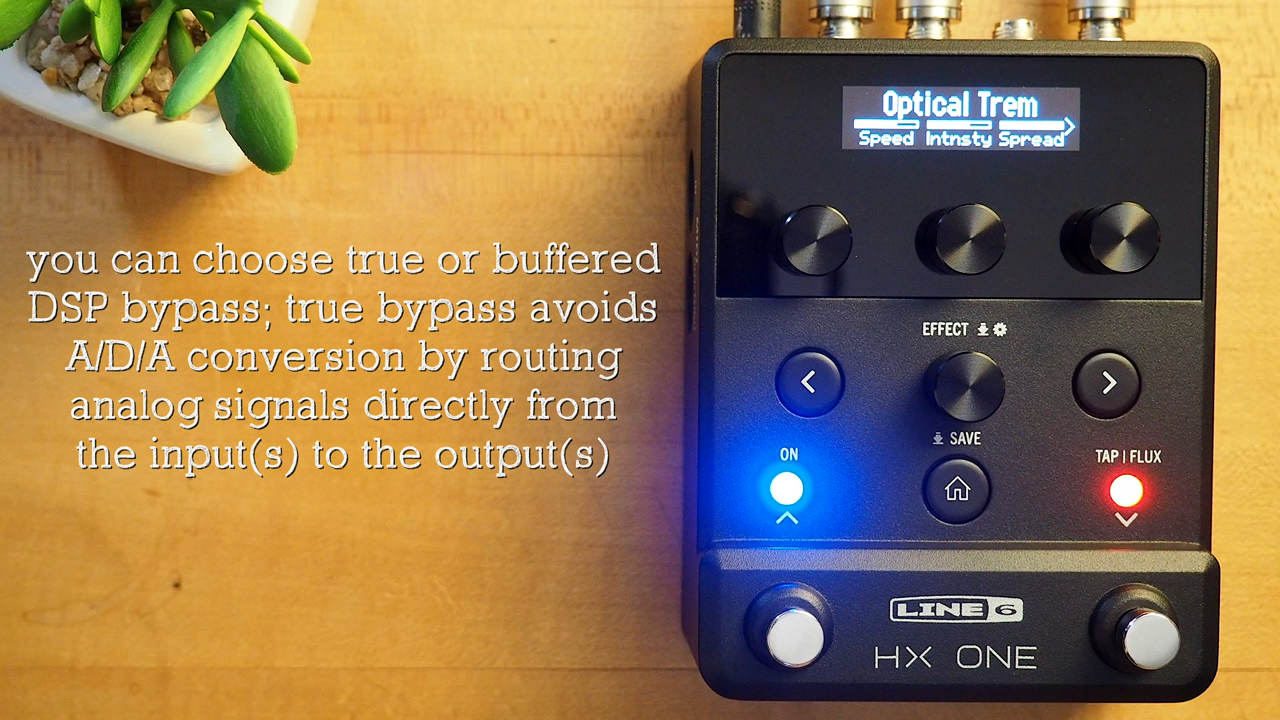 you can choose true or buffered
DSP bypass; true bypass avoids
A/D/A conversion by routing
analog signals directly from
the input(s) to the output(s)
Optical Trem
Speed Intnsty Spread
EFFECT
SAVE
ON
TAP | FLUX
LINE 6
HX ONE